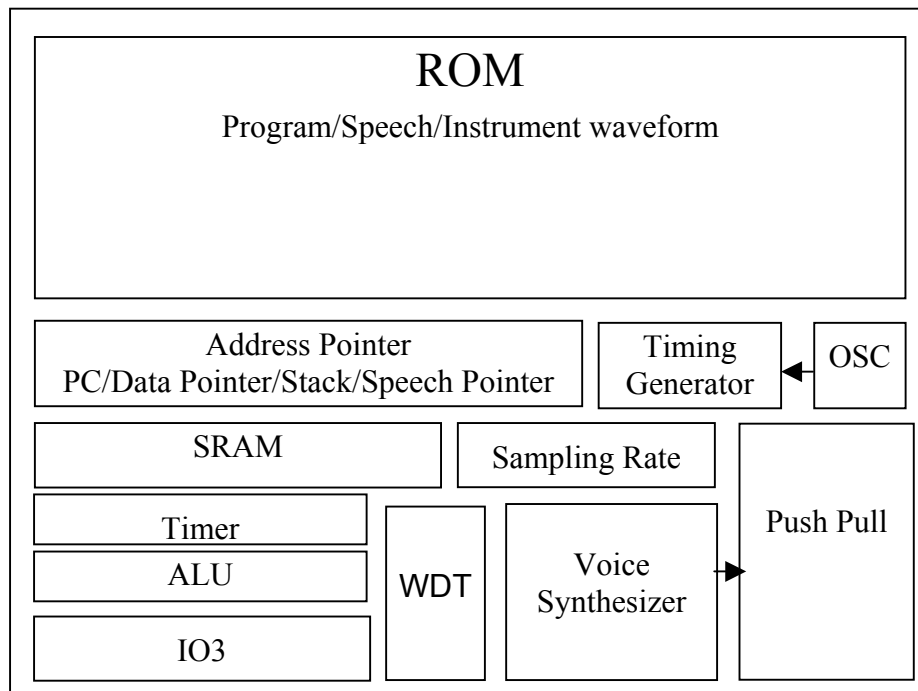 ROM
Program/Speech/Instrument waveform
Address Pointer
PC/Data Pointer/Stack/Speech Pointer
Timing
Generator
OSC
SRAM
Sampling Rate
Push Pull
Timer
ALU
IO3
WDT
Voice
Synthesizer